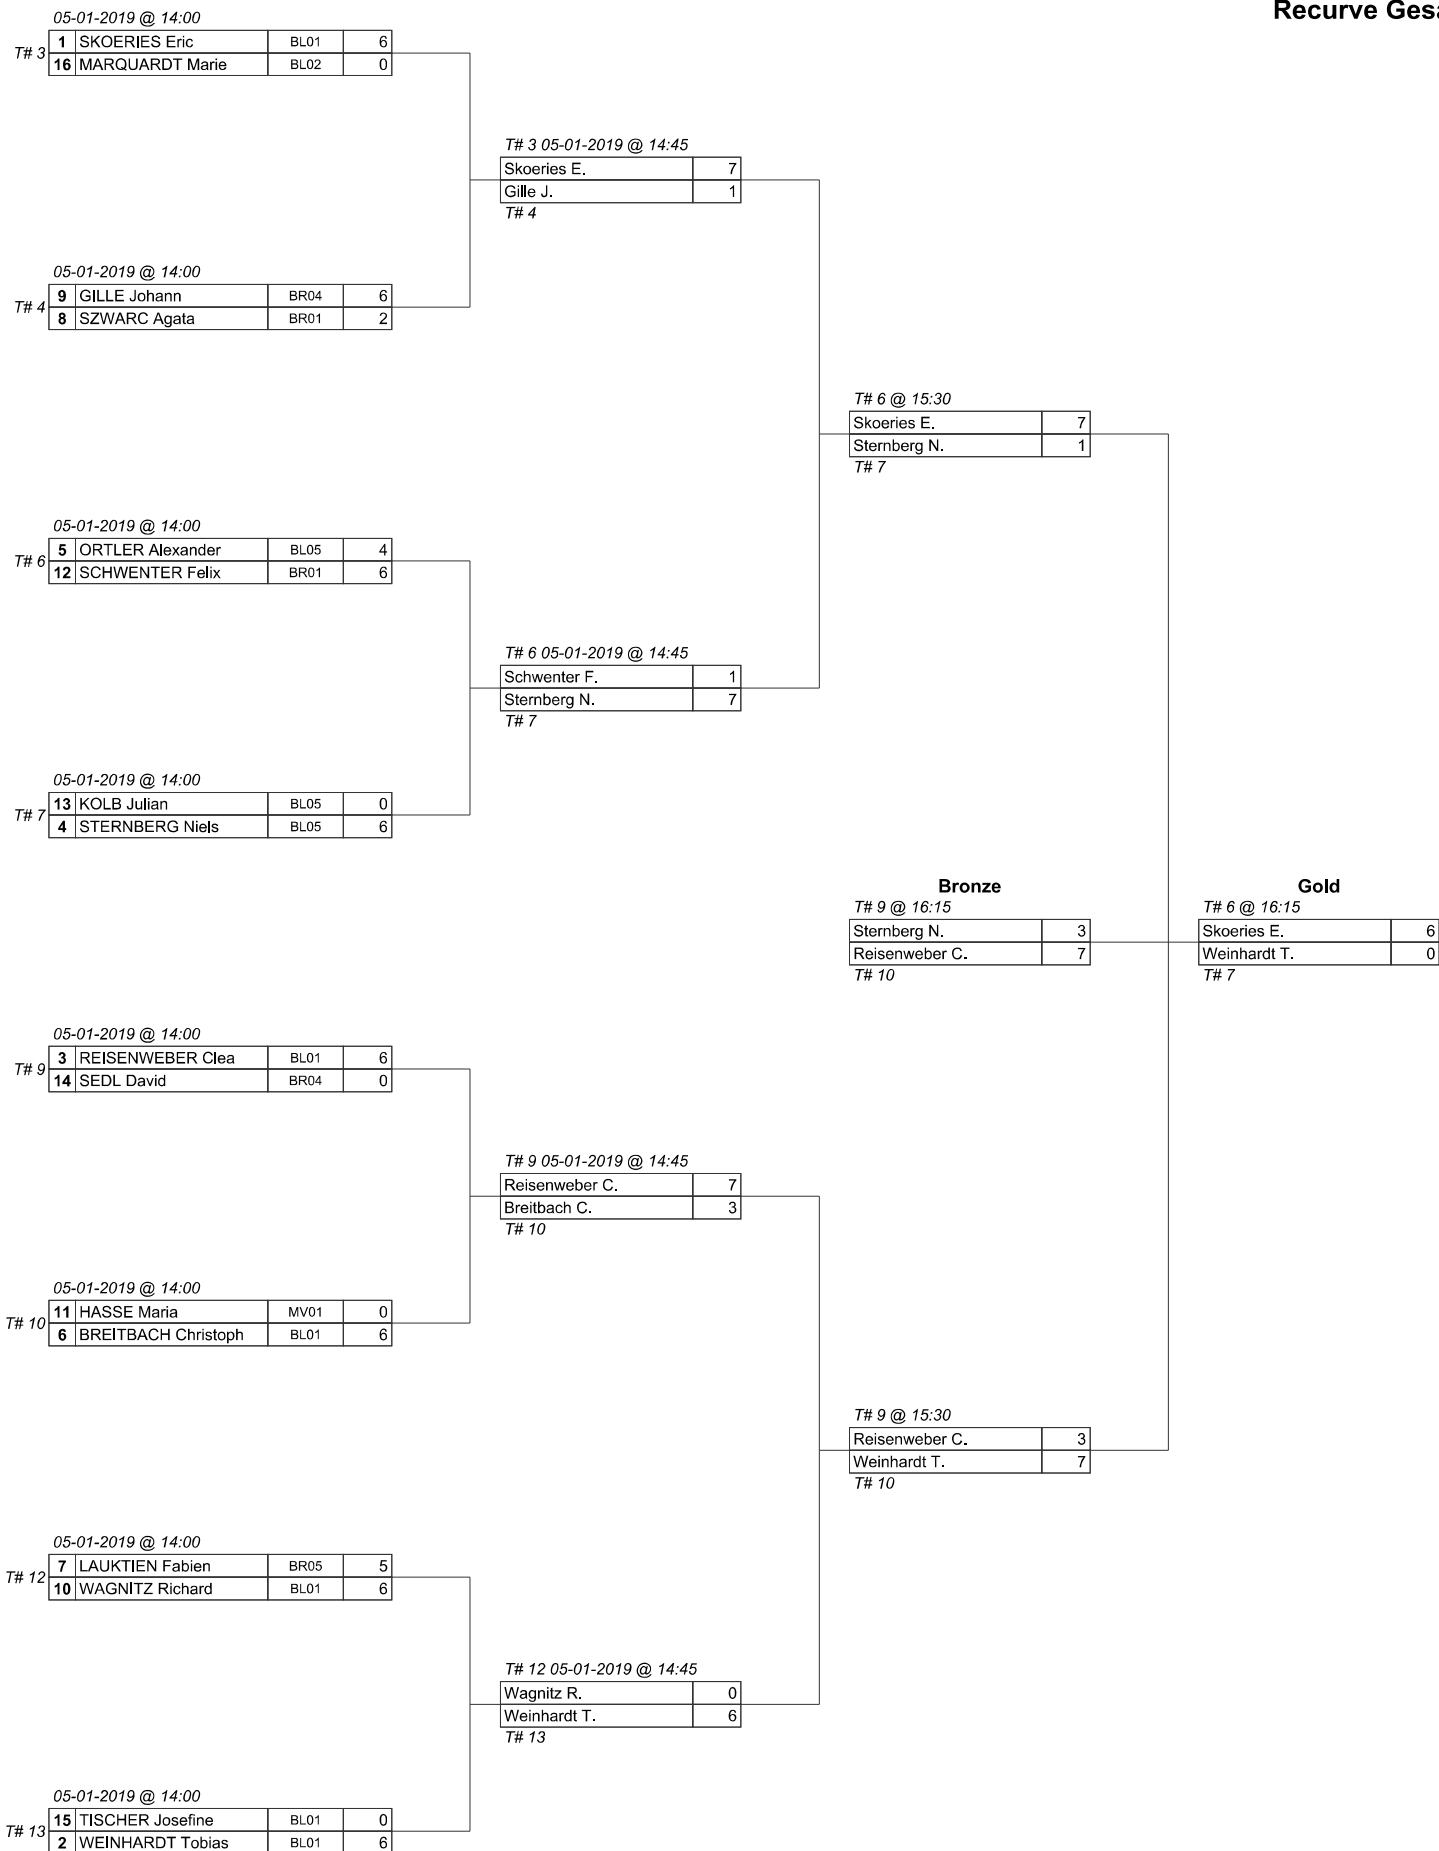 Recurve Gesa
05-01-2019 @ 14:00
T# 3
1 SKOERIES Eric BL01 6
16 MARQUARDT Marie BL02 0
T# 3 05-01-2019 @ 14:45
Skoeries E. 7
Gille J. 1
T# 4
05-01-2019 @ 14:00
T# 4
9 GILLE Johann BR04 6
8 SZWARC Agata BR01 2
T# 6 @ 15:30
Skoeries E. 7
Sternberg N. 1
T# 7
05-01-2019 @ 14:00
T# 6
5 ORTLER Alexander BL05 4
12 SCHWENTER Felix BR01 6
T# 6 05-01-2019 @ 14:45
Schwenter F. 1
Sternberg N. 7
T# 7
05-01-2019 @ 14:00
T# 7
13 KOLB Julian BL05 0
4 STERNBERG Niels BL05 6
Bronze
T# 9 @ 16:15
Sternberg N. 3
Reisenweber C. 7
T# 10
Gold
T# 6 @ 16:15
Skoeries E. 6
Weinhardt T. 0
T# 7
05-01-2019 @ 14:00
T# 9
3 REISENWEBER Clea BL01 6
14 SEDL David BR04 0
T# 9 05-01-2019 @ 14:45
Reisenweber C. 7
Breitbach C. 3
T# 10
05-01-2019 @ 14:00
T# 10
11 HASSE Maria MV01 0
6 BREITBACH Christoph BL01 6
T# 9 @ 15:30
Reisenweber C. 3
Weinhardt T. 7
T# 10
05-01-2019 @ 14:00
T# 12
7 LAUKTIEN Fabien BR05 5
10 WAGNITZ Richard BL01 6
T# 12 05-01-2019 @ 14:45
Wagnitz R. 0
Weinhardt T. 6
T# 13
05-01-2019 @ 14:00
T# 13
15 TISCHER Josefine BL01 0
2 WEINHARDT Tobias BL01 6